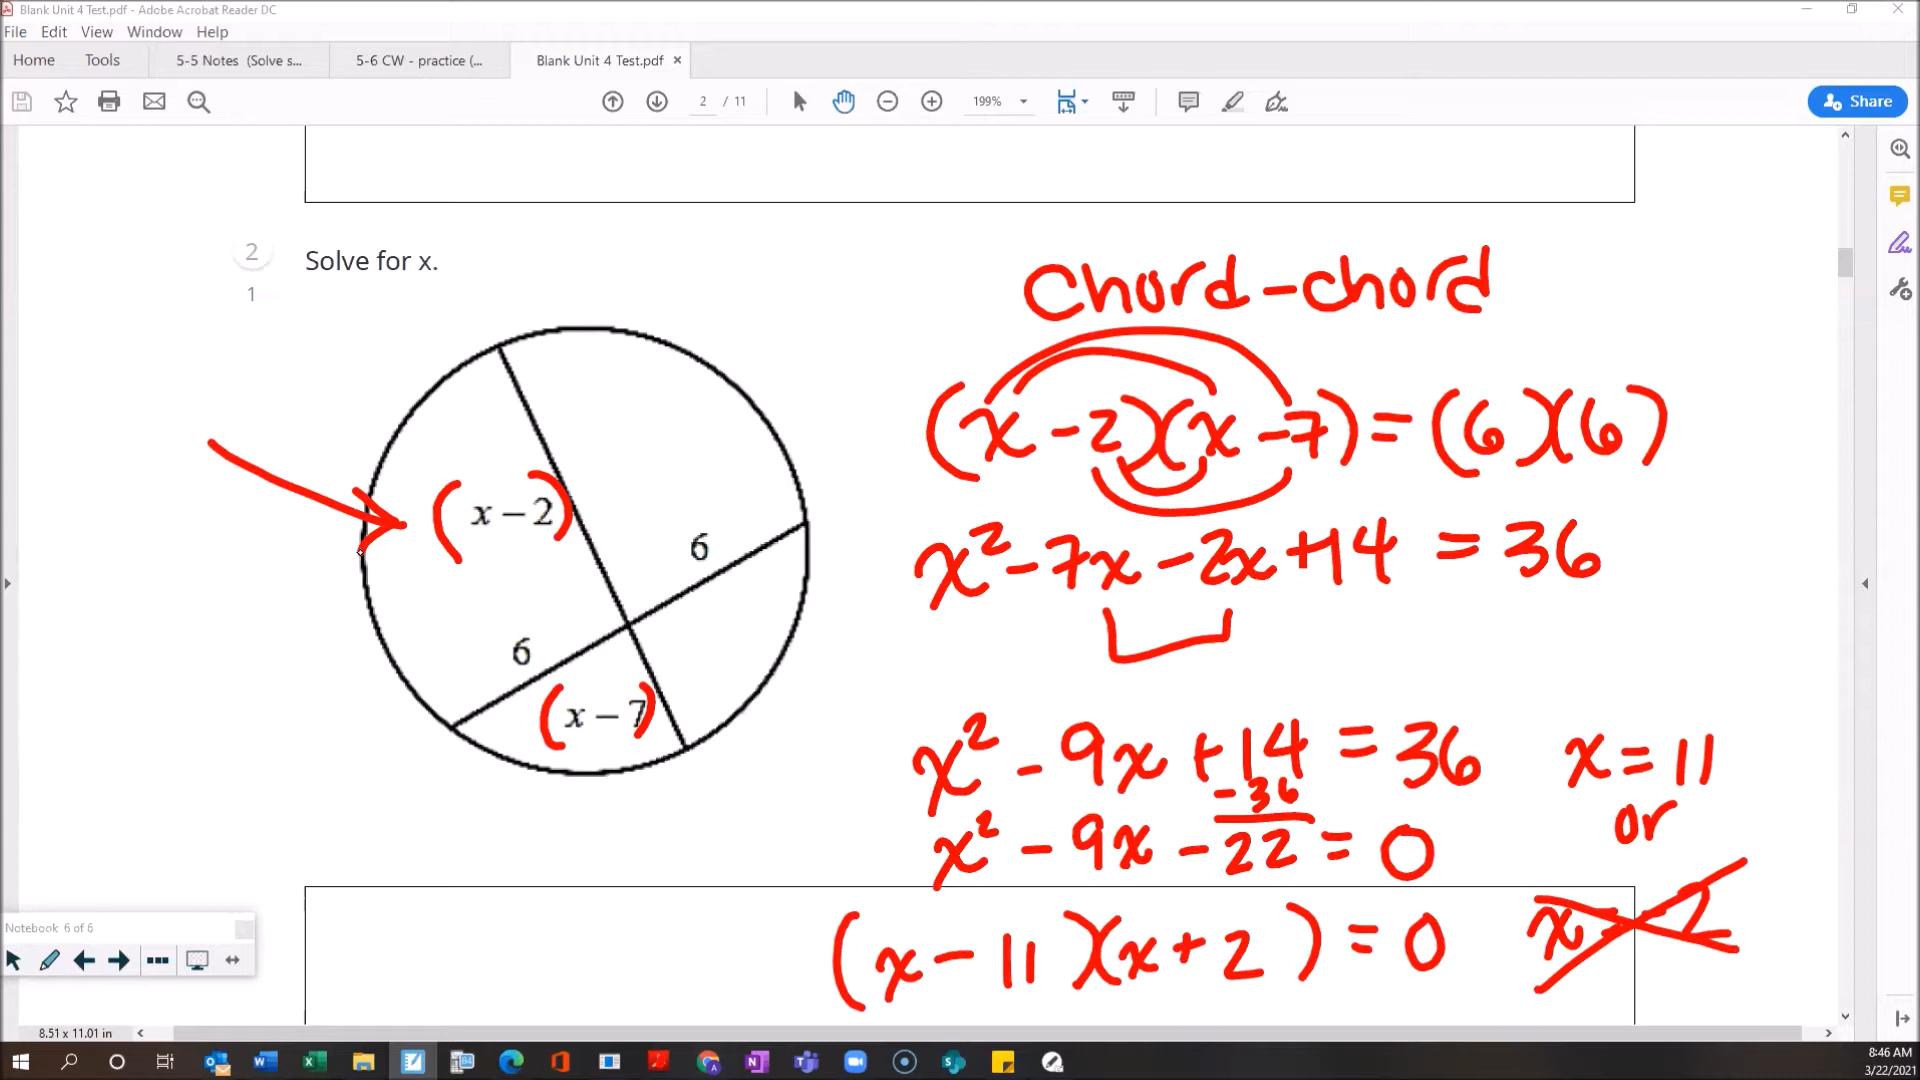 Blank Unit 4 Test.pdf - Adobe Acrobat Reader DC
File Edit View Window Help
Home Tools 5-5 Notes (Solve s... 5-6 CW - practice (... Blank Unit 4 Test.pdf ×
2 / 11 199% Share
2 Solve for x.
1
Chord-chord
(x-2)(x-7)=(6)(6)
(x − 2)
6
x² - 7x - 2x + 14 = 36
6
(x − 7)
x² - 9x + 14 = 36
- 36
x² - 9x - 22 = 0
(x - 11)(x + 2) = 0
x = 11
or
Notebook 6 of 6
8.51 x 11.01 in
84
8:46 AM
3/22/2021